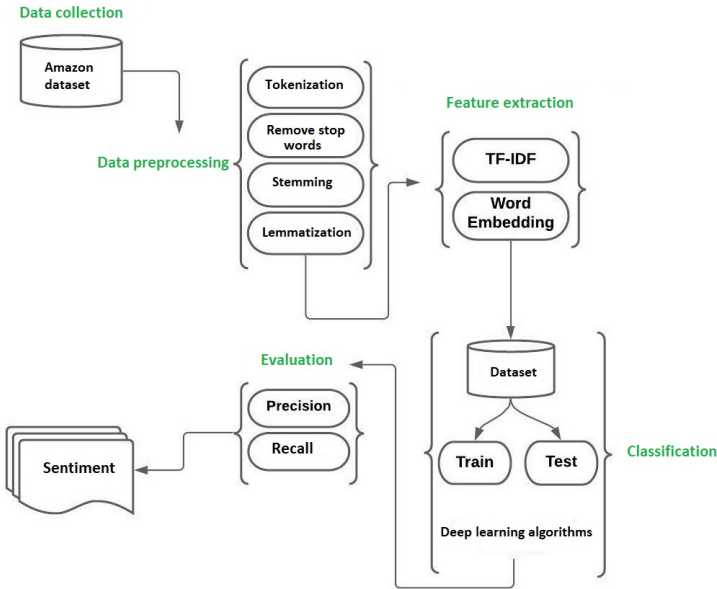 Data collection
Amazon
dataset
Data preprocessing
Tokenization
Remove stop
words
Stemming
Lemmatization
Feature extraction
TF-IDF
Word
Embedding
Dataset
Train
Test
Deep learning algorithms
Classification
Evaluation
Precision
Recall
Sentiment